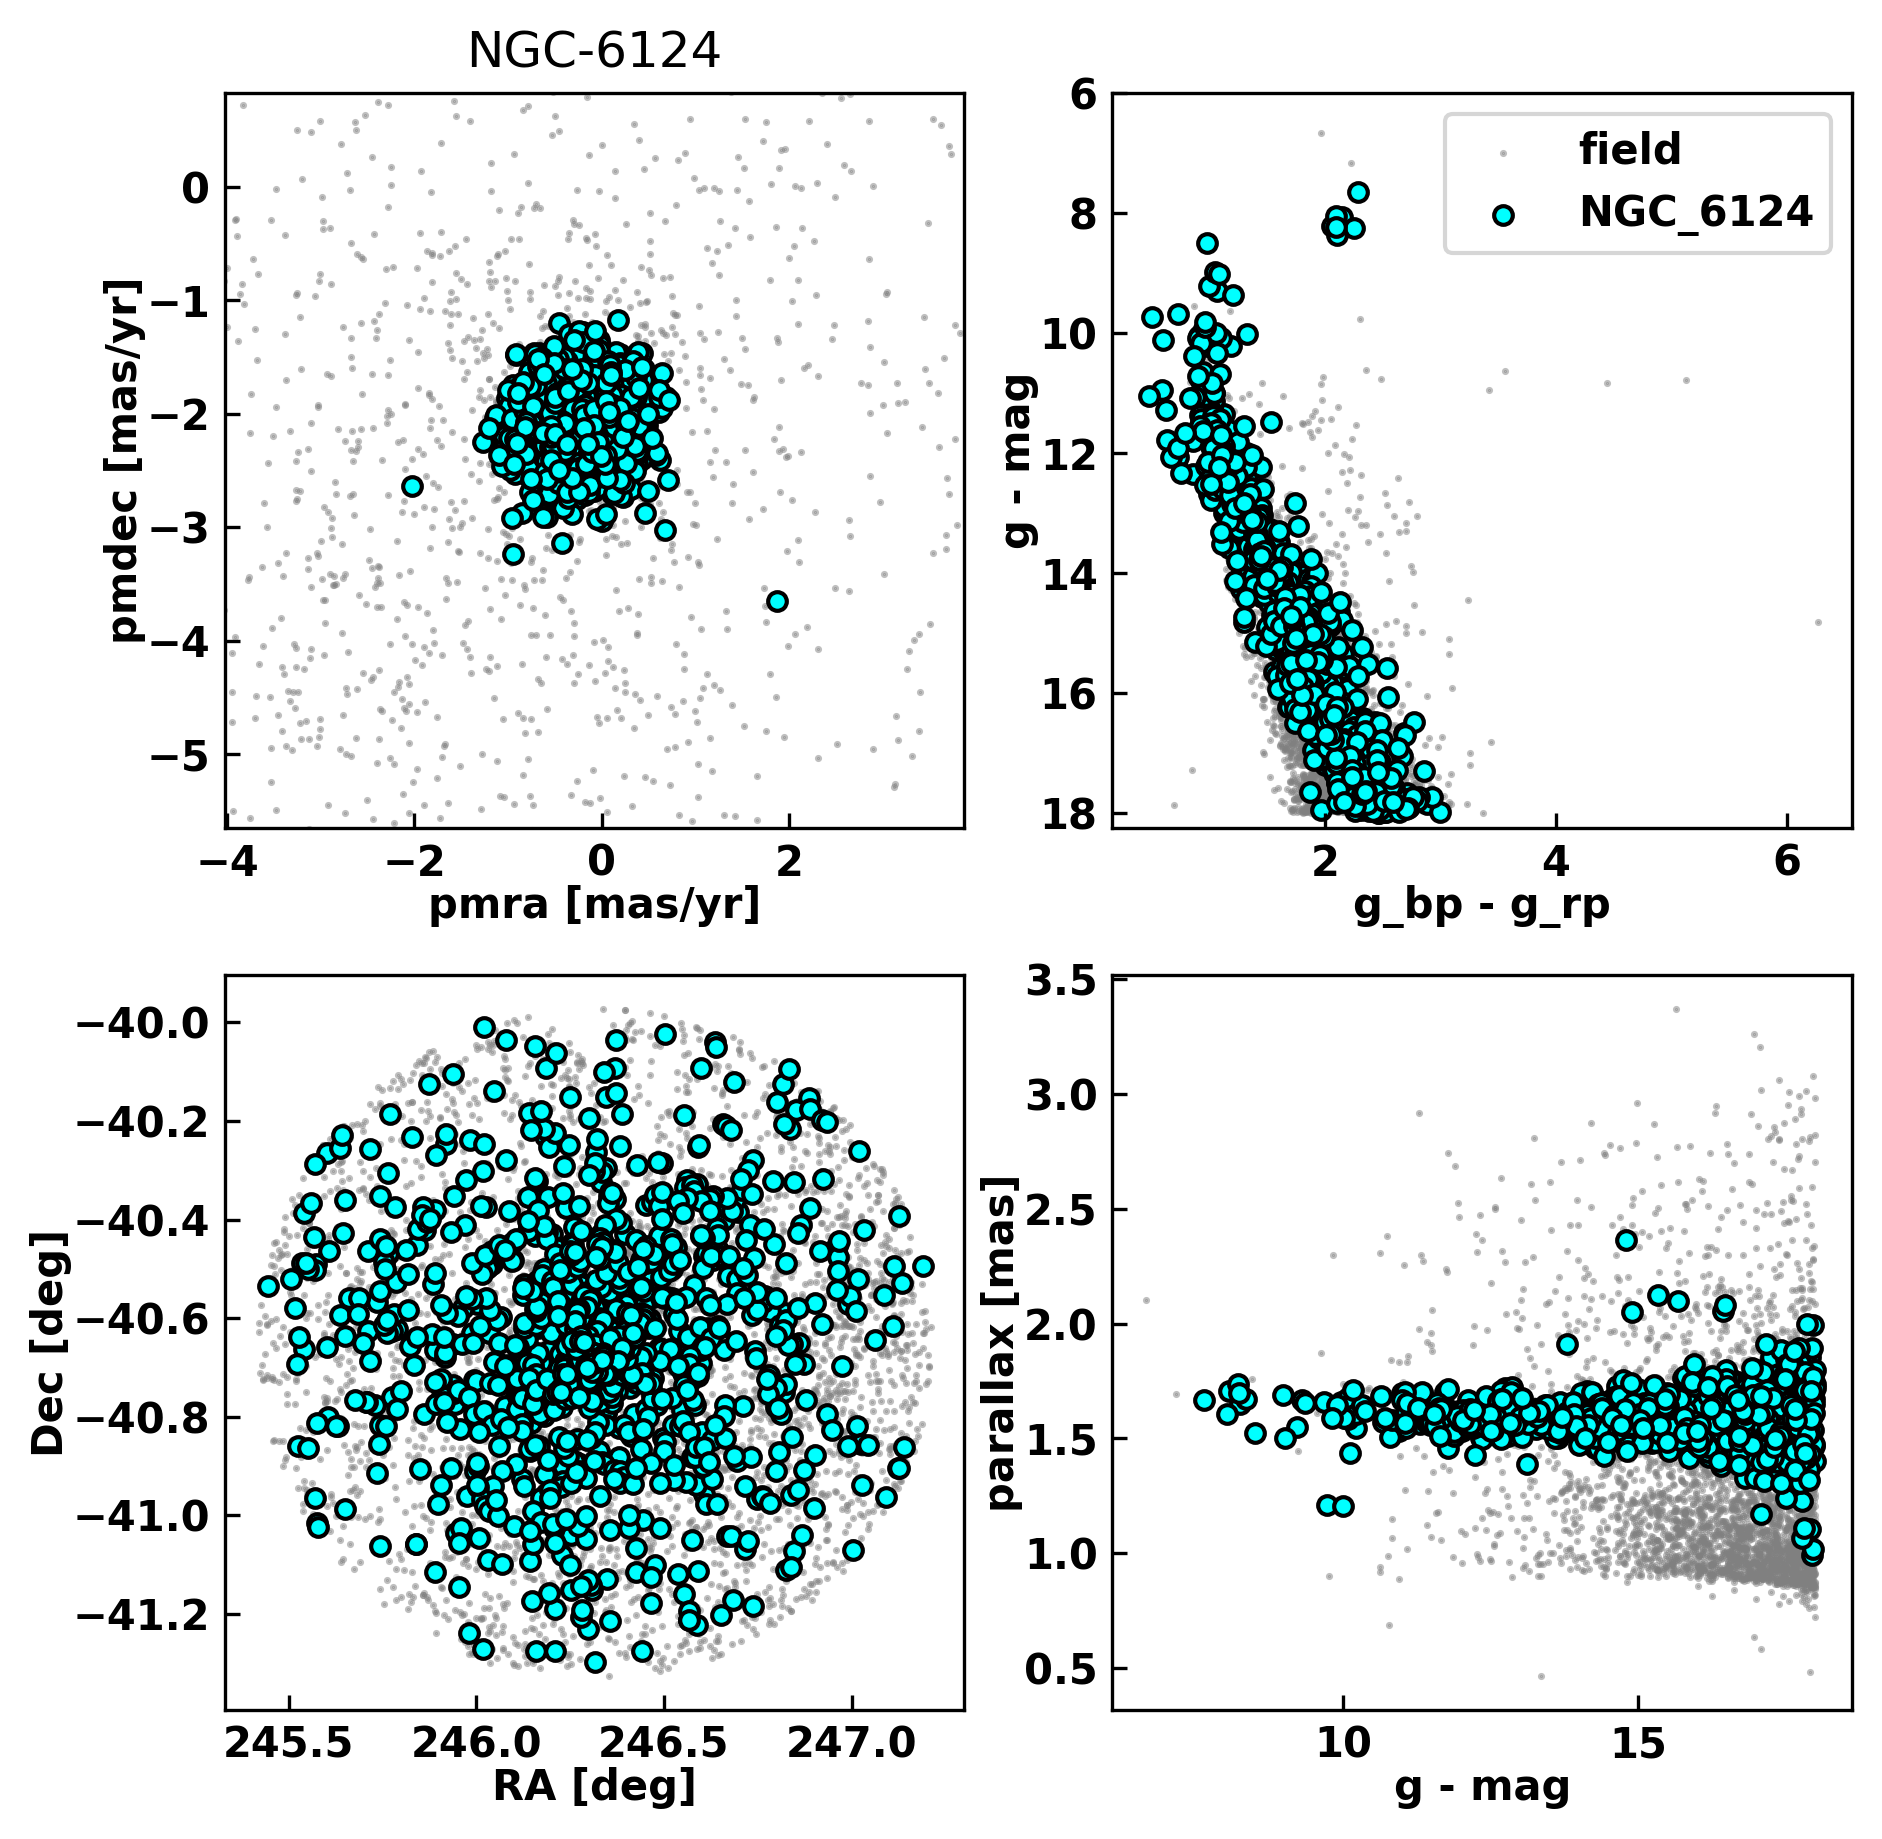 NGC-6124
0
−1
−2
−3
−4
−5
pmdec [mas/yr]
−4 −2 0 2
pmra [mas/yr]
6
8
10
12
14
16
18
g - mag
field
NGC_6124
2 4 6
g_bp - g_rp
−40.0
−40.2
−40.4
−40.6
−40.8
−41.0
−41.2
Dec [deg]
245.5 246.0 246.5 247.0
RA [deg]
3.5
3.0
2.5
2.0
1.5
1.0
0.5
parallax [mas]
10 15
g - mag